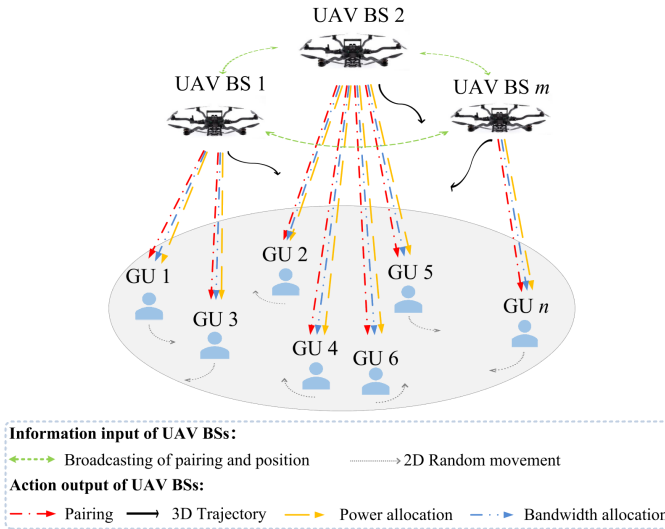 UAV BS 2
UAV BS 1
UAV BS m
GU 1
GU 2
GU 5
GU 3
GU n
GU 4
GU 6
Information input of UAV BSs:
Broadcasting of pairing and position
2D Random movement
Action output of UAV BSs:
Pairing
3D Trajectory
Power allocation
Bandwidth allocation